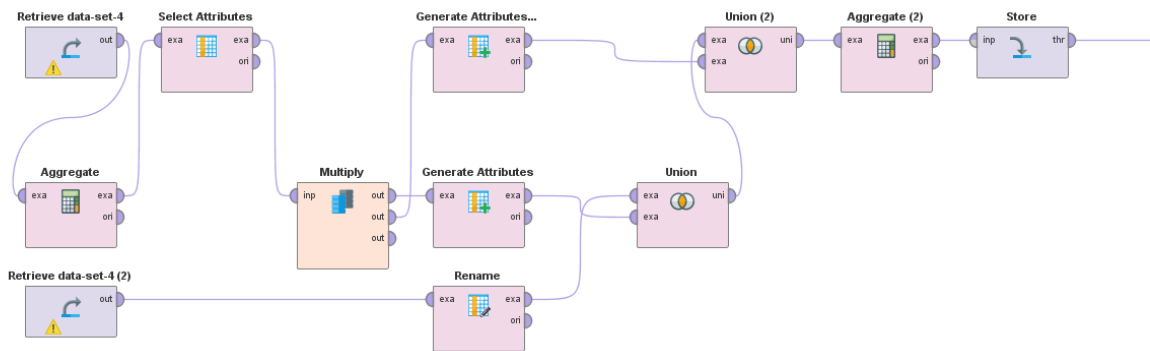 Retrieve data-set-4
out
Select Attributes
exa exa
ori
Generate Attributes...
exa exa
ori
Union (2)
exa uni
exa
Aggregate (2)
exa exa
ori
Store
inp thr
Aggregate
exa exa
ori
Multiply
inp out
out
out
Generate Attributes
exa exa
ori
Union
exa uni
exa
Retrieve data-set-4 (2)
out
Rename
exa exa
ori